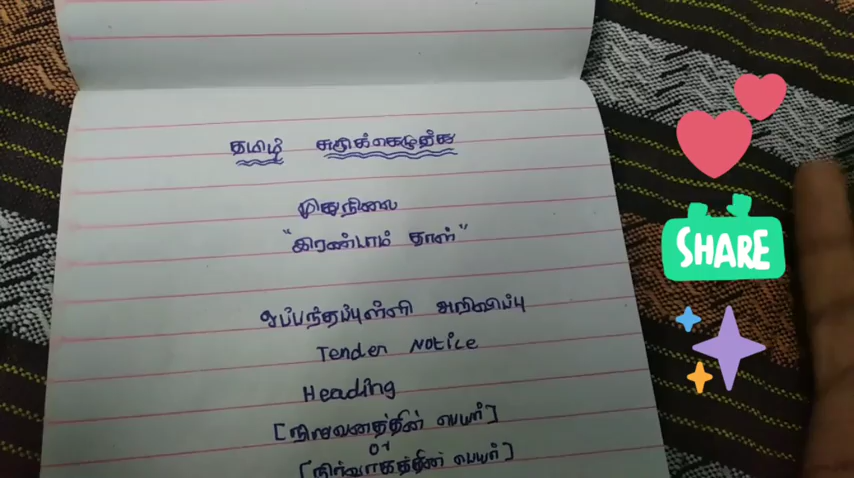 தமிழ் சுருக்கெழுத்து
முதுநிலை
"இரண்டாம் தாள்"
ஒப்பந்தப்புள்ளி அறிவிப்பு
Tender Notice
Heading
[நிறுவனத்தின் பெயர்]
or
[நிர்வாகத்தின் பெயர்]
SHARE